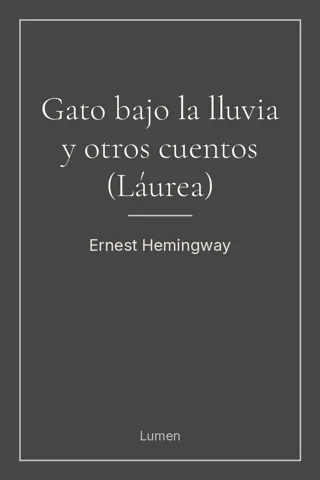 Gato bajo la lluvia
y otros cuentos
(Láurea)
Ernest Hemingway
Lumen